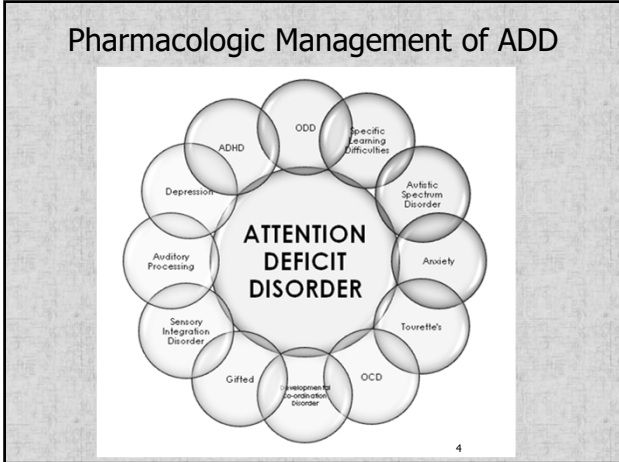 Pharmacologic Management of ADD
ODD
Specific
Learning
Difficulties
Autistic
Spectrum
Disorder
Anxiety
Tourette's
OCD
Developmental
Co-ordination
Disorder
Gifted
Sensory
Integration
Disorder
Auditory
Processing
Depression
ADHD
ATTENTION
DEFICIT
DISORDER
4